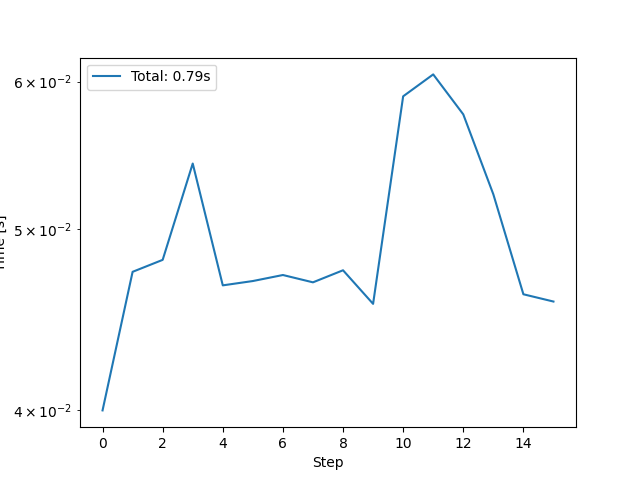 Total: 0.79s
6 × 10⁻²
5 × 10⁻²
4 × 10⁻²
Time [s]
0 2 4 6 8 10 12 14
Step